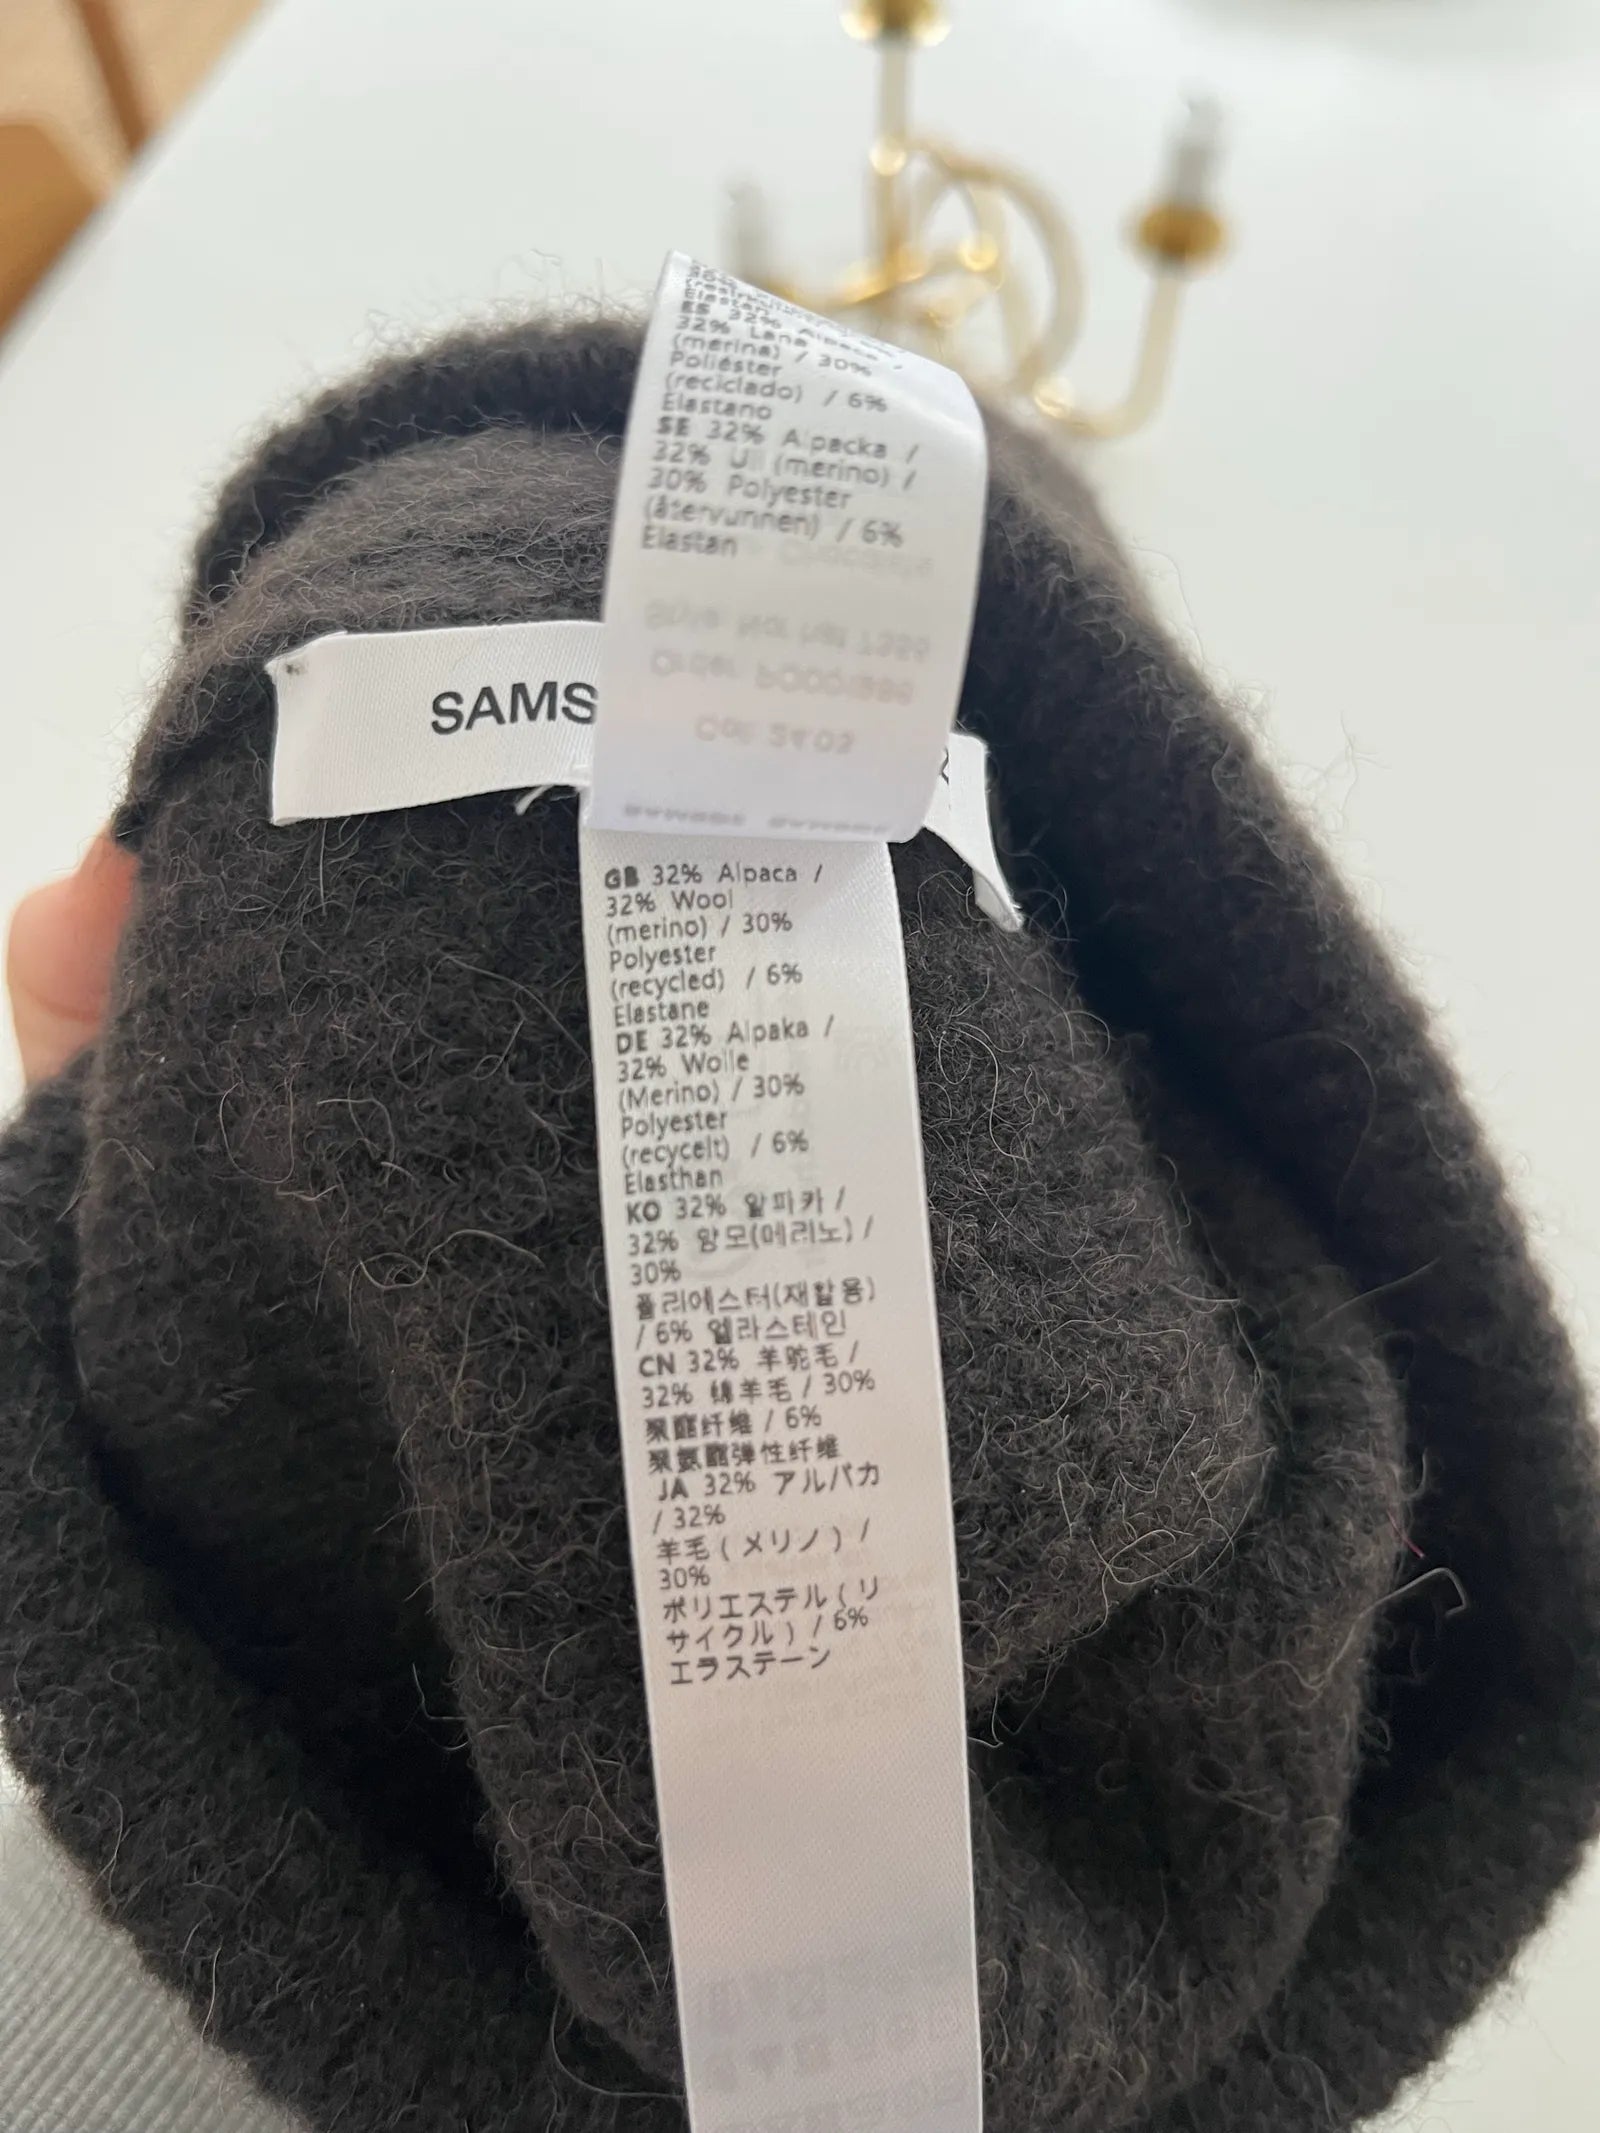 ES 32% Alpaca /
32% Lana
(merina) / 30%
Poliéster
(reciclado) / 6%
Elastano
SE 32% Alpacka /
32% Ull (merino) /
30% Polyester
(återvunnen) / 6%
Elastan
SAMS
GB 32% Alpaca /
32% Wool
(merino) / 30%
Polyester
(recycled) / 6%
Elastane
DE 32% Alpaka /
32% Wolle
(Merino) / 30%
Polyester
(recycelt) / 6%
Elasthan
KO 32% 알파카 /
32% 양모(메리노) /
30%
폴리에스터(재활용)
/ 6% 엘라스테인
CN 32% 羊驼毛 /
32% 绵羊毛 / 30%
聚酯纤维 / 6%
聚氨酯弹性纤维
JA 32% アルパカ
/ 32%
羊毛 ( メリノ ) /
30%
ポリエステル ( リ
サイクル ) / 6%
エラステーン